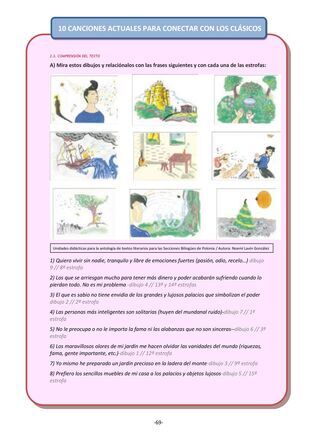 10 CANCIONES ACTUALES PARA CONECTAR CON LOS CLÁSICOS
2.1. COMPRENSIÓN DEL TEXTO
A) Mira estos dibujos y relaciónalos con las frases siguientes y con cada una de las estrofas:
Unidades didácticas para la antología de textos literarios para las Secciones Bilingües de Polonia / Autora: Noemí Lavín González
1) Quiero vivir sin nadie, tranquilo y libre de emociones fuertes (pasión, odio, recelo...)-dibujo
9 // 8ª estrofa
2) Los que se arriesgan mucho para tener más dinero y poder acabarán sufriendo cuando lo
pierdan todo. No es mi problema -dibujo 4 // 13ª y 14ª estrofas
3) El que es sabio no tiene envida de los grandes y lujosos palacios que simbolizan el poder
dibujo 2 // 2ª estrofa
4) Las personas más inteligentes son solitarias (huyen del mundanal ruido)-dibujo 7 // 1ª
estrofa
5) No le preocupa o no le importa la fama ni las alabanzas que no son sinceras–dibujo 6 // 3ª
estrofa
6) Los maravillosos olores de mi jardín me hacen olvidar las vanidades del mundo (riquezas,
fama, gente importante, etc.)-dibujo 1 // 12ª estrofa
7) Yo mismo he preparado un jardín precioso en la ladera del monte-dibujo 3 // 9ª estrofa
8) Prefiero los sencillos muebles de mi casa a los palacios y objetos lujosos-dibujo 5 // 15ª
estrofa
-69-